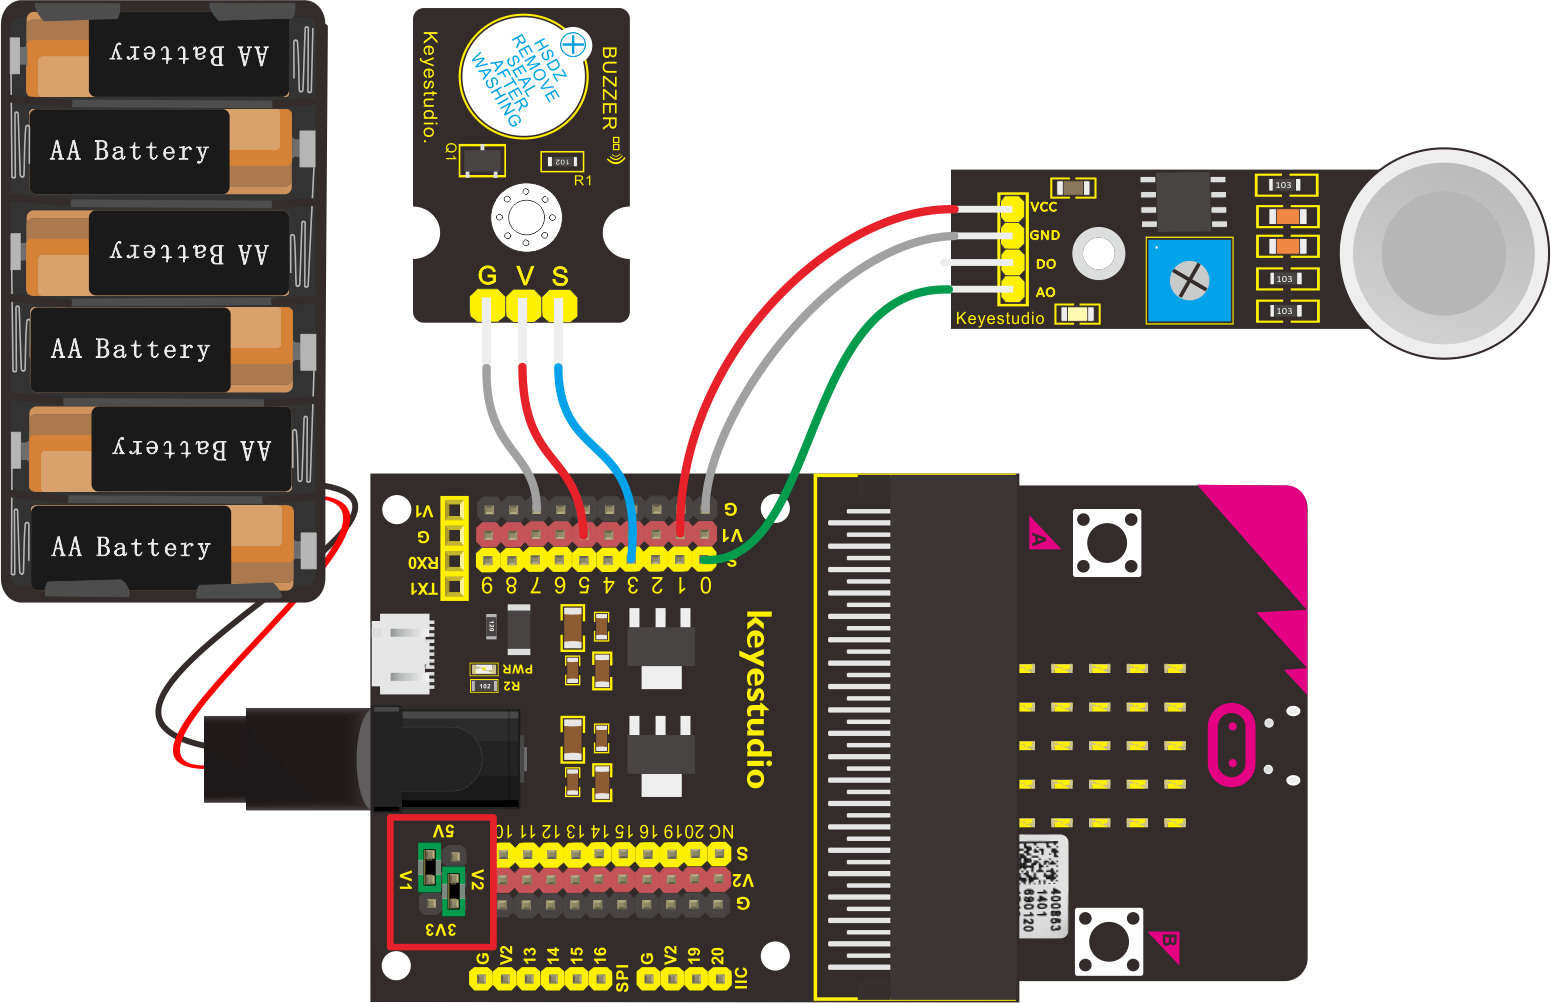 AA Battery
AA Battery
AA Battery
AA Battery
AA Battery
AA Battery
Keyestudio.
HSDZ
REMOVE
SEAL
AFTER
WASHING
BUZZER
Q1
102
R1
G V S
VCC
GND
DO
AO
Keyestudio
103
103
103
V1
G
RX0
TX1
G
V1
S
9 8 7 6 5 4 3 2 1 0
120
PWR
R2
102
keyestudio
A
5V
V1
V2
3V3
10 11 12 13 14 15 16 19 20 NC
S
V2
G
G V2 13 14 15 16 SPI
G V2 19 20 IIC
400863
1401
690120
B